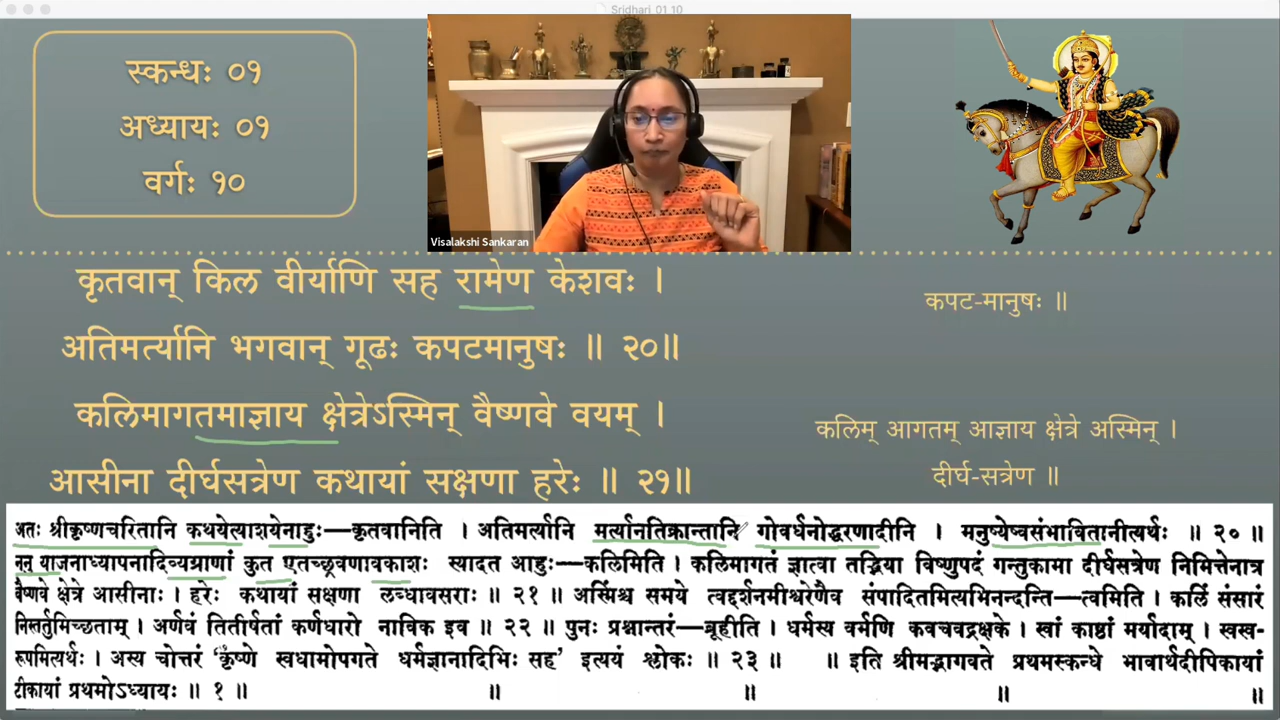 Sridhari_01_10
स्कन्धः ०१
अध्यायः ०१
वर्गः १०
Visalakshi Sankaran
कृतवान् किल वीर्याणि सह रामेण केशवः ।
अतिमर्त्यानि भगवान् गूढः कपटमानुषः ॥ २०॥
कलिमागतमाज्ञाय क्षेत्रेऽस्मिन् वैष्णवे वयम् ।
आसीना दीर्घसत्रेण कथायां सक्षणा हरेः ॥ २१॥
कपट-मानुषः ॥
कलिम् आगतम् आज्ञाय क्षेत्रे अस्मिन् ।
दीर्घ-सत्रेण ॥
अतः श्रीकृष्णचरितानि कथयेत्याशयेनाहुः—कृतवानिति । अतिमर्त्यानि मर्त्यानतिक्रान्तानि गोवर्धनोद्धरणादीनि । मनुष्येष्वसंभावितानीत्यर्थः ॥ २० ॥
ननु याजनाध्यापनादिव्यग्राणां कुत एतच्छ्रवणावकाशः स्यादत आहुः—कलिमिति । कलिमागतं ज्ञात्वा तद्भिया विष्णुपदं गन्तुकामा दीर्घसत्रेण निमित्तेनात्र
वैष्णवे क्षेत्रे आसीनाः । हरेः कथायां सक्षणा लब्धावसराः ॥ २१ ॥ अस्मिंश्च समये त्वद्दर्शनमीश्वरेणैव संपादितमित्यभिनन्दन्ति—त्वमिति । कलिं संसारं
निस्तर्तुमिच्छताम् । अर्णवं तितीर्षतां कर्णधारो नाविक इव ॥ २२ ॥ पुनः प्रश्नान्तरं—ब्रूहीति । धर्मस्य वर्मणि कवचवद्रक्षके । स्वां काष्ठां मर्यादाम् । स्वस्व-
रूपमित्यर्थः । अस्य चोत्तरं 'कृष्णे स्वधामोपगते धर्मज्ञानादिभिः सह' इत्ययं श्लोकः ॥ २३ ॥ ॥ इति श्रीमद्भागवते प्रथमस्कन्धे भावार्थदीपिकायां
टीकायां प्रथमोऽध्यायः ॥ १ ॥ ॥ ॥ ॥ ॥